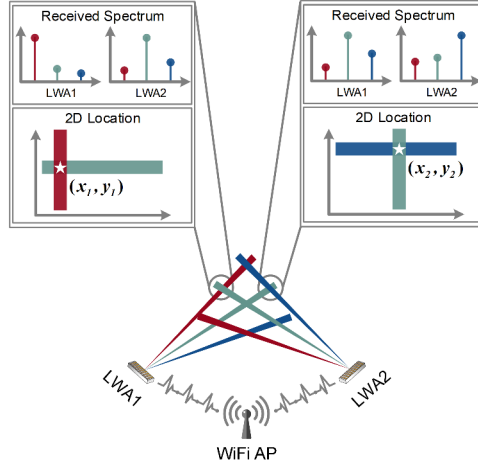 Received Spectrum
LWA1 LWA2
2D Location
(x1, y1)
Received Spectrum
LWA1 LWA2
2D Location
(x2, y2)
LWA1
LWA2
WiFi AP